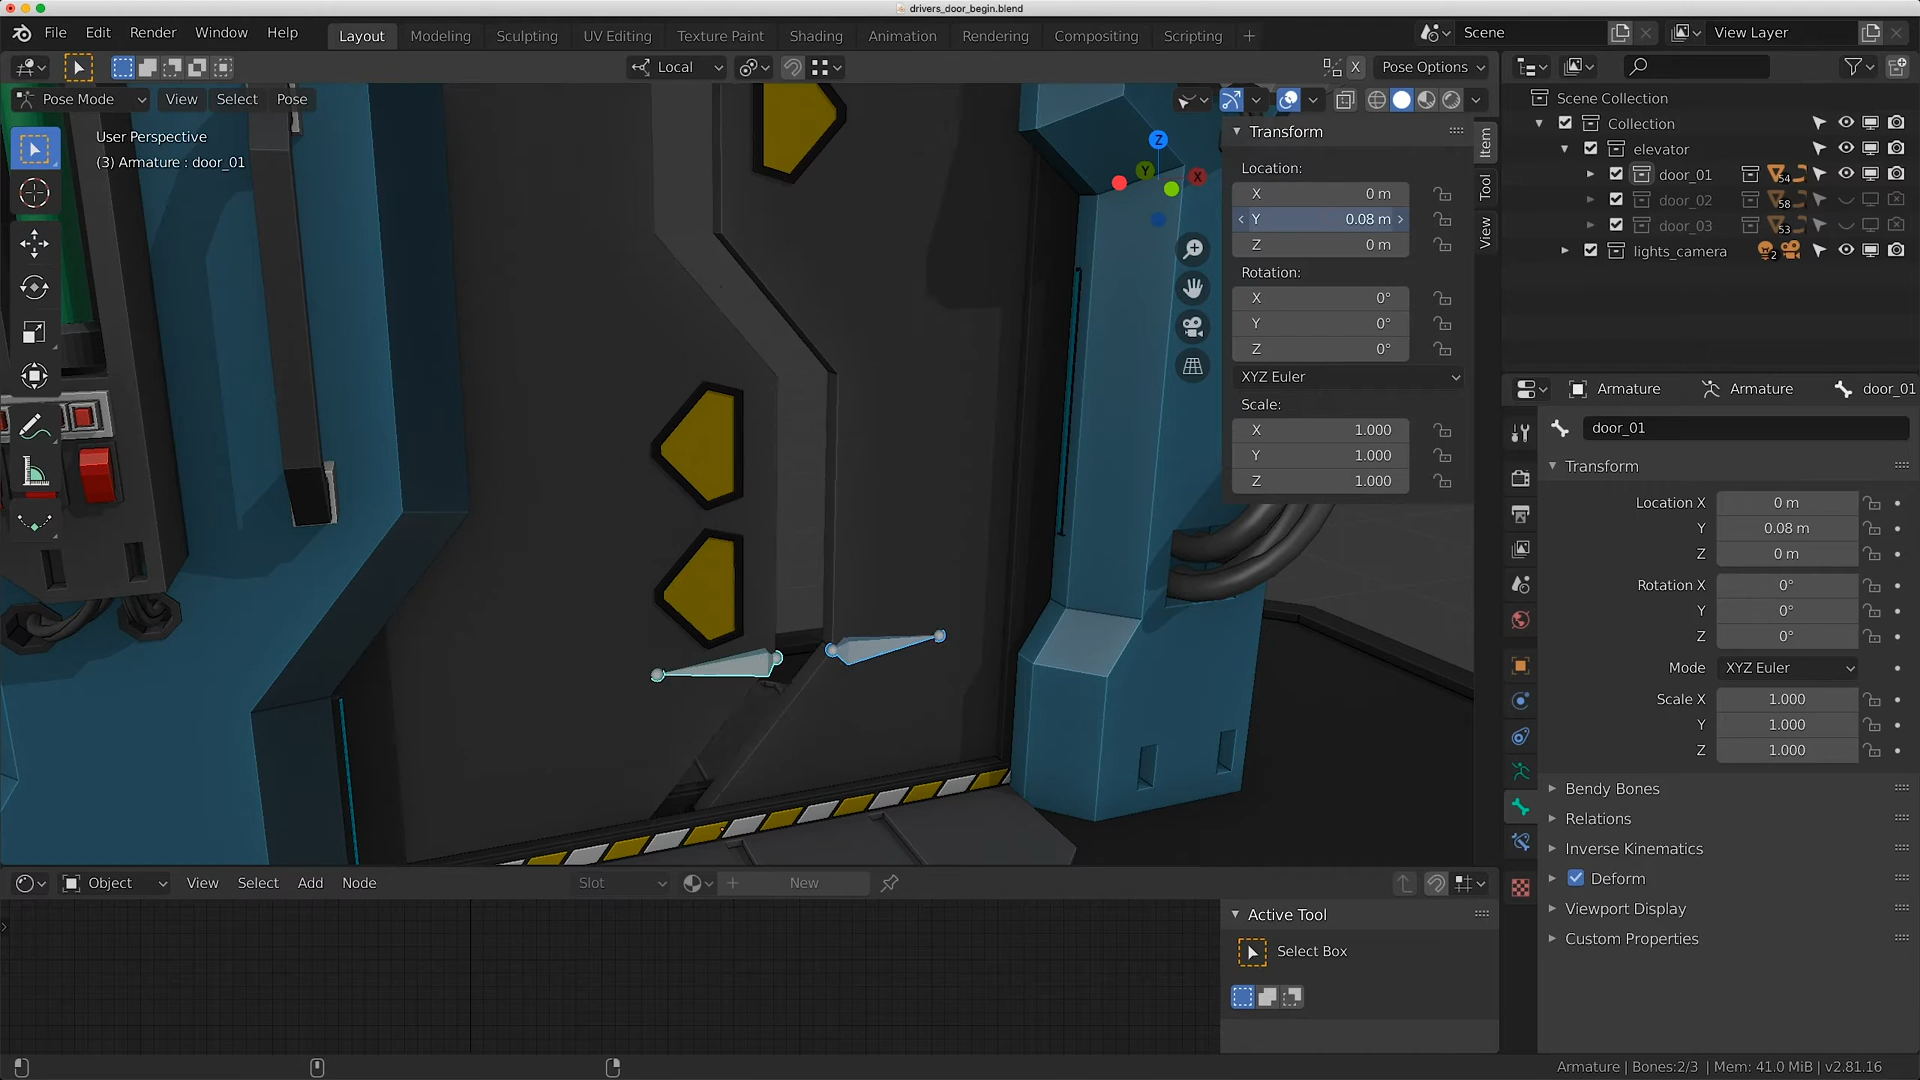 drivers_door_begin.blend
File Edit Render Window Help Layout Modeling Sculpting UV Editing Texture Paint Shading Animation Rendering Compositing Scripting Scene View Layer
Local Pose Options
Pose Mode View Select Pose
User Perspective
(3) Armature : door_01
Z
Y
X
Transform
Location:
X 0 m
Y 0.08 m
Z 0 m
Rotation:
X 0°
Y 0°
Z 0°
XYZ Euler
Scale:
X 1.000
Y 1.000
Z 1.000
Item
Tool
View
Scene Collection
Collection
elevator
door_01 54
door_02 58
door_03 53
lights_camera 2
Armature Armature door_01
door_01
Transform
Location X 0 m
Y 0.08 m
Z 0 m
Rotation X 0°
Y 0°
Z 0°
Mode XYZ Euler
Scale X 1.000
Y 1.000
Z 1.000
Bendy Bones
Relations
Inverse Kinematics
Deform
Viewport Display
Custom Properties
Object View Select Add Node Slot New
Active Tool
Select Box
Armature | Bones:2/3 | Mem: 41.0 MiB | v2.81.16